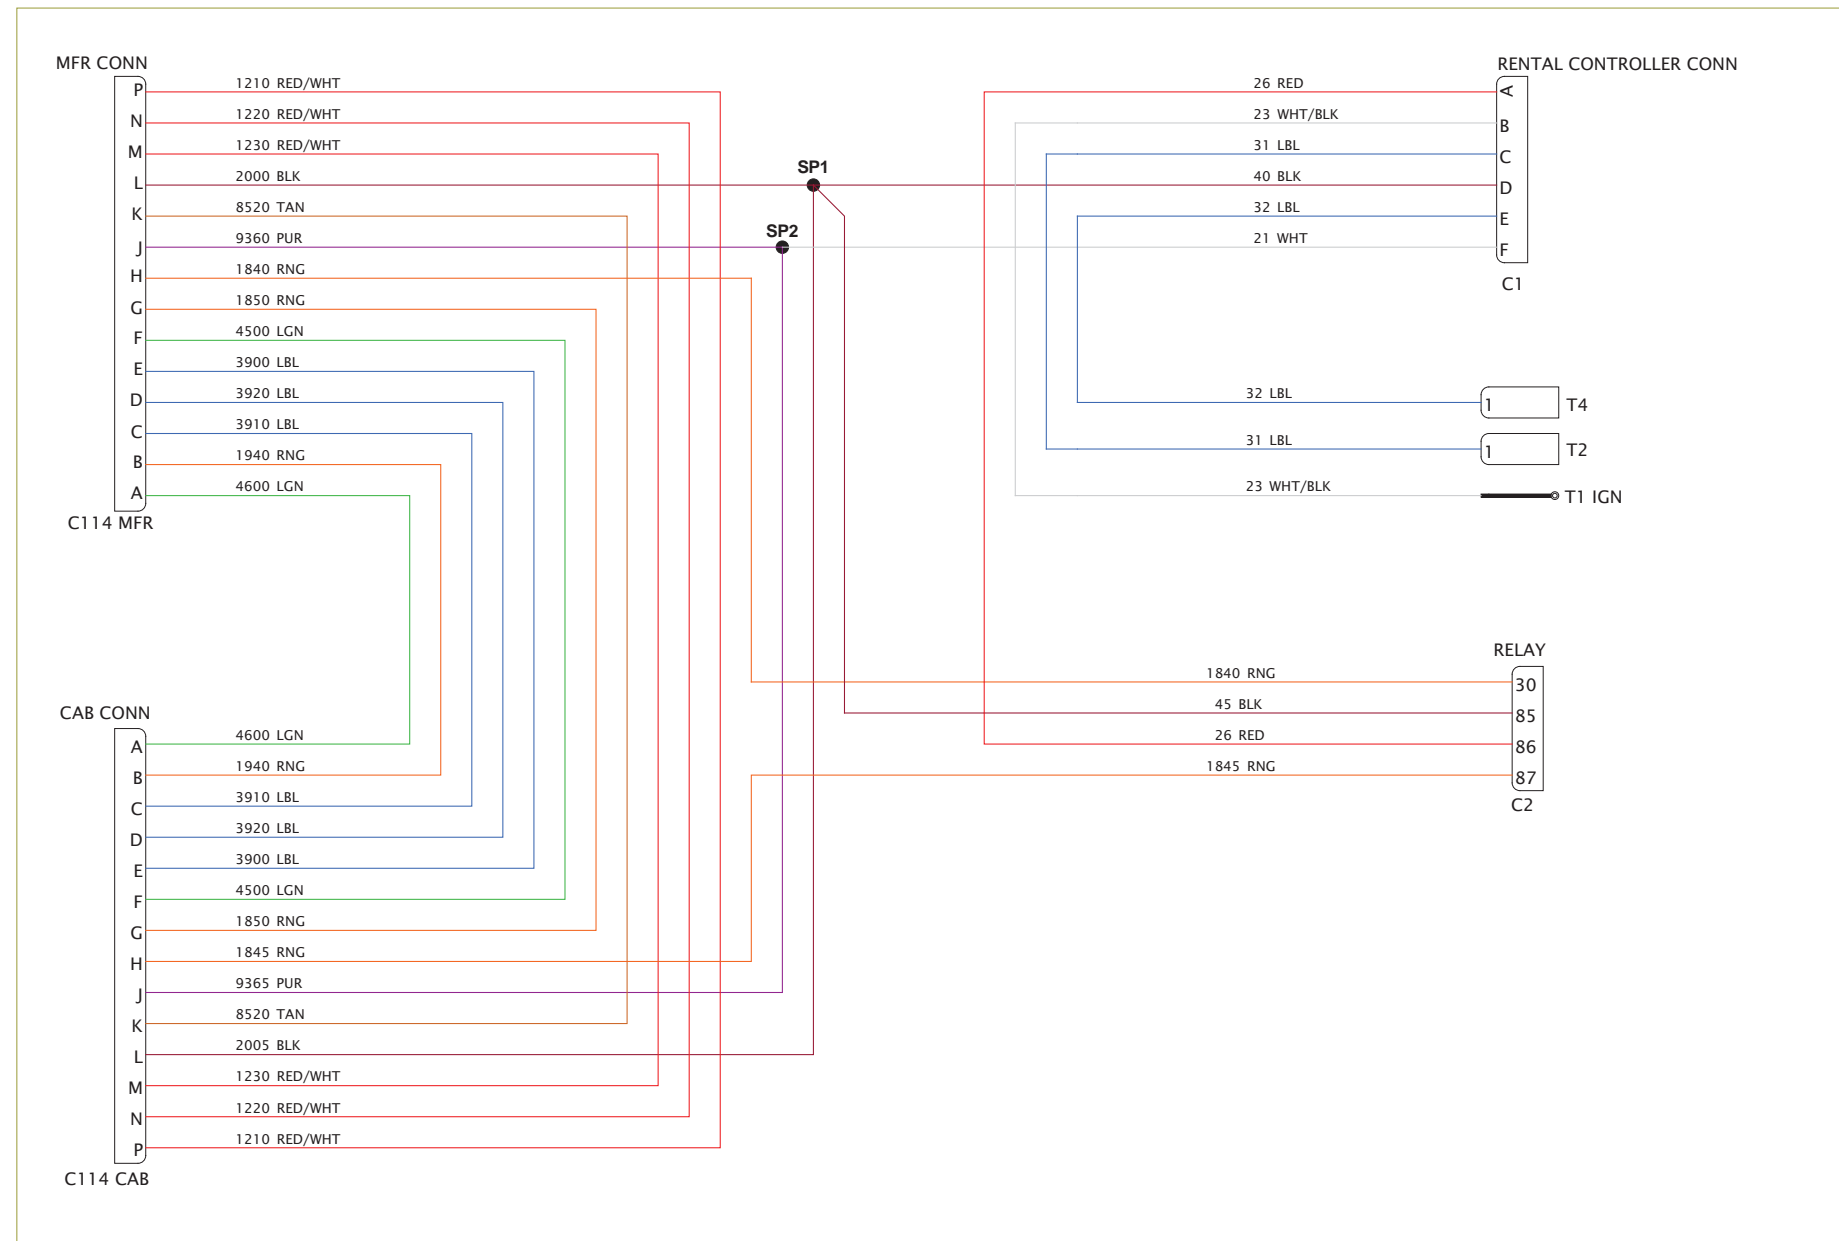 MFR CONN
P 1210 RED/WHT
N 1220 RED/WHT
M 1230 RED/WHT
L 2000 BLK
K 8520 TAN
J 9360 PUR
H 1840 RNG
G 1850 RNG
F 4500 LGN
E 3900 LBL
D 3920 LBL
C 3910 LBL
B 1940 RNG
A 4600 LGN
C114 MFR
SP1
SP2
RENTAL CONTROLLER CONN
26 RED A
23 WHT/BLK B
31 LBL C
40 BLK D
32 LBL E
21 WHT F
C1
32 LBL 1 T4
31 LBL 1 T2
23 WHT/BLK T1 IGN
RELAY
1840 RNG 30
45 BLK 85
26 RED 86
1845 RNG 87
C2
CAB CONN
A 4600 LGN
B 1940 RNG
C 3910 LBL
D 3920 LBL
E 3900 LBL
F 4500 LGN
G 1850 RNG
H 1845 RNG
J 9365 PUR
K 8520 TAN
L 2005 BLK
M 1230 RED/WHT
N 1220 RED/WHT
P 1210 RED/WHT
C114 CAB